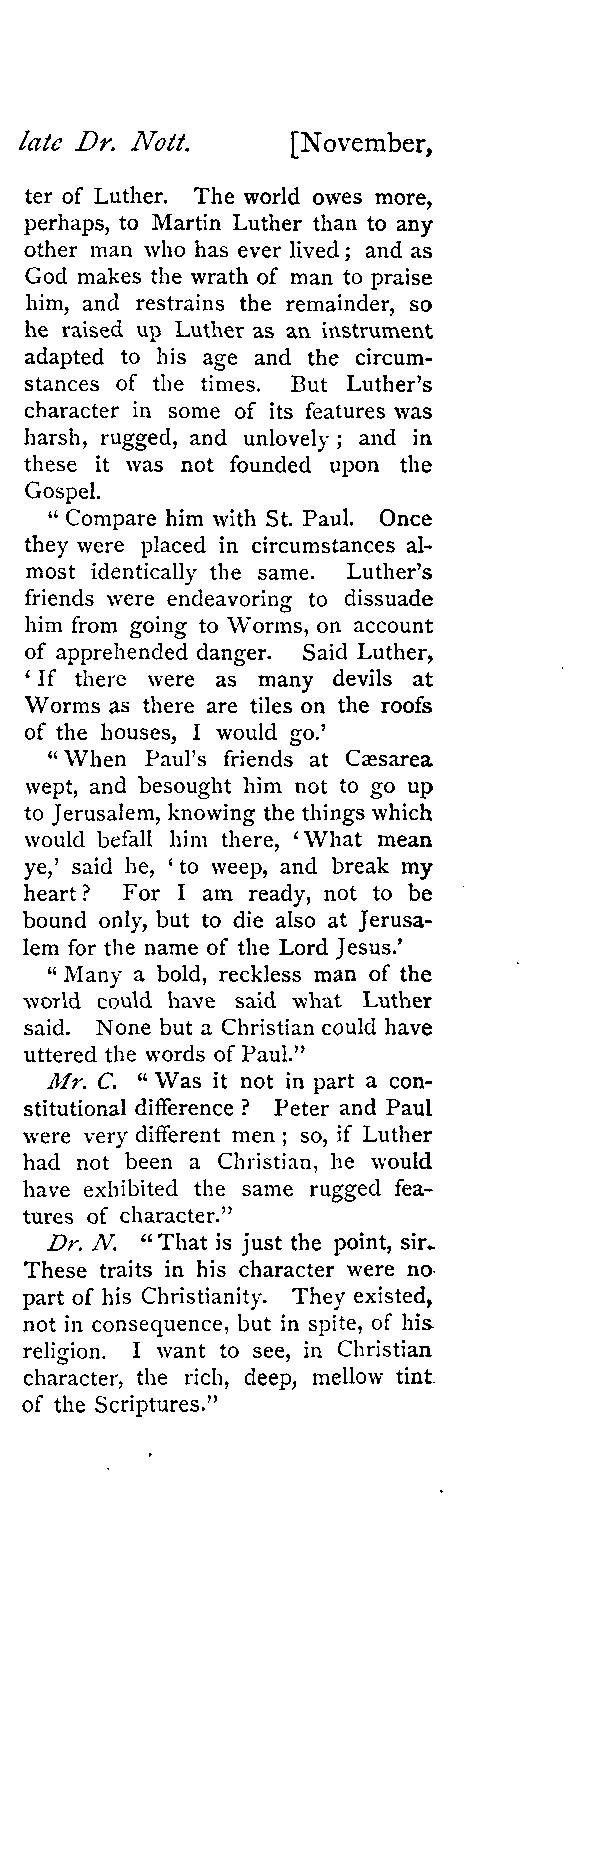 late Dr. Nott. [November,
ter of Luther. The world owes more,
perhaps, to Martin Luther than to any
other man who has ever lived; and as
God makes the wrath of man to praise
him, and restrains the remainder, so
he raised up Luther as an instrument
adapted to his age and the circum-
stances of the times. But Luther's
character in some of its features was
harsh, rugged, and unlovely; and in
these it was not founded upon the
Gospel.
"Compare him with St. Paul. Once
they were placed in circumstances al-
most identically the same. Luther's
friends were endeavoring to dissuade
him from going to Worms, on account
of apprehended danger. Said Luther,
'If there were as many devils at
Worms as there are tiles on the roofs
of the houses, I would go.'
"When Paul's friends at Cæsarea
wept, and besought him not to go up
to Jerusalem, knowing the things which
would befall him there, 'What mean
ye,' said he, 'to weep, and break my
heart? For I am ready, not to be
bound only, but to die also at Jerusa-
lem for the name of the Lord Jesus.'
"Many a bold, reckless man of the
world could have said what Luther
said. None but a Christian could have
uttered the words of Paul."
Mr. C. "Was it not in part a con-
stitutional difference? Peter and Paul
were very different men; so, if Luther
had not been a Christian, he would
have exhibited the same rugged fea-
tures of character."
Dr. N. "That is just the point, sir.
These traits in his character were no
part of his Christianity. They existed,
not in consequence, but in spite, of his
religion. I want to see, in Christian
character, the rich, deep, mellow tint
of the Scriptures."